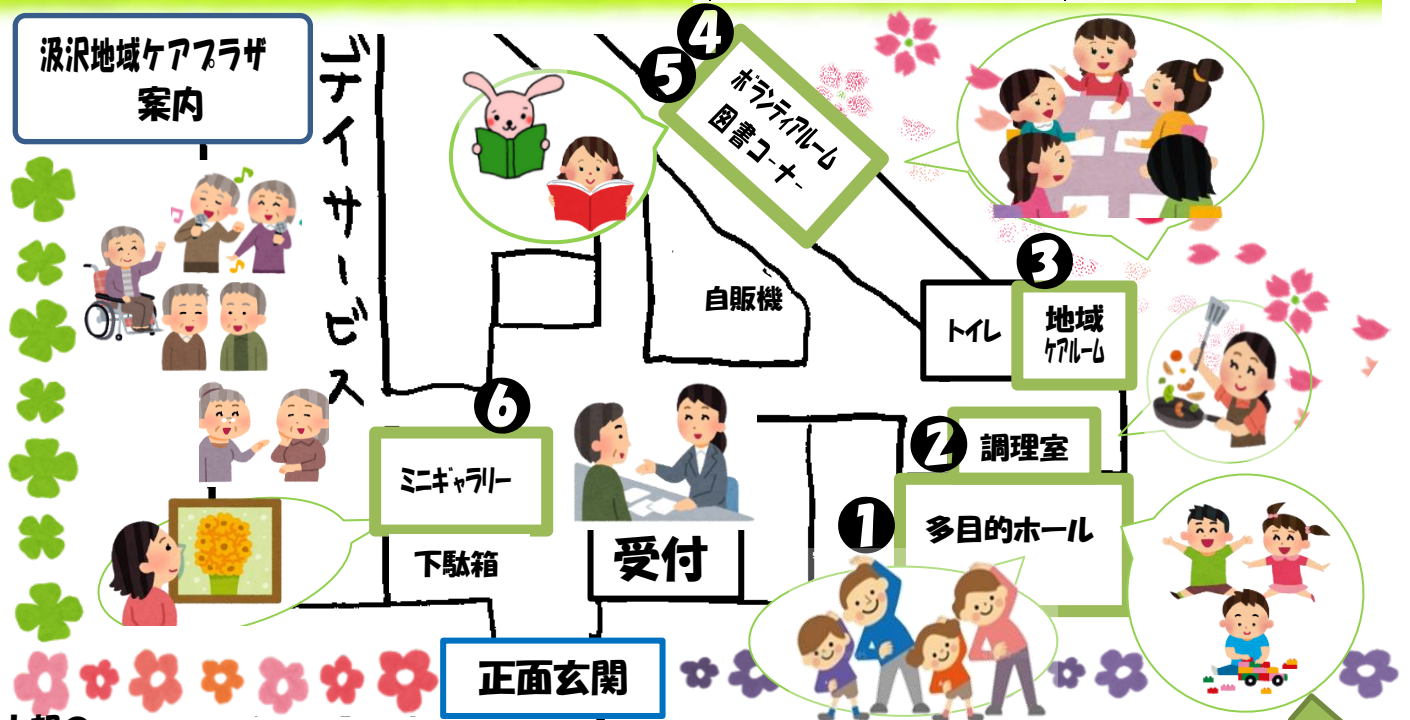 汲沢地域ケアプラザ
案内
デイサービス
4
5
ボランティアルーム
図書コーナー
3
自販機
トイレ
地域
ケアルーム
6
2
調理室
ミニギャラリー
1
多目的ホール
下駄箱
受付
正面玄関